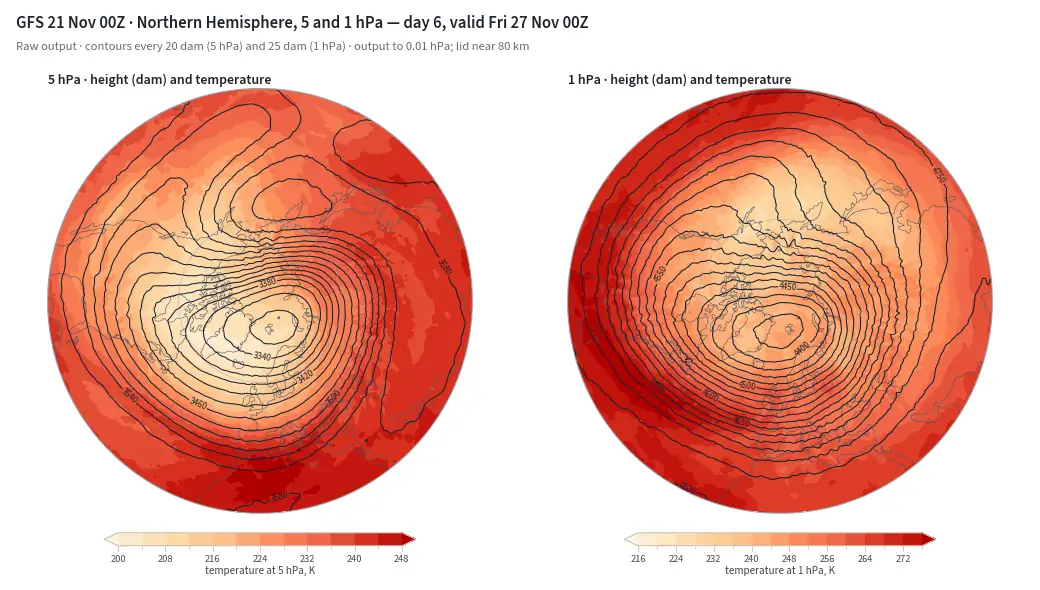 GFS 21 Nov 00Z · Northern Hemisphere, 5 and 1 hPa — day 6, valid Fri 27 Nov 00Z
Raw output · contours every 20 dam (5 hPa) and 25 dam (1 hPa) · output to 0.01 hPa; lid near 80 km
5 hPa · height (dam) and temperature
1 hPa · height (dam) and temperature
3380
3340
3420
3460
3540
4750
4450
4400
4500
4600
200 208 216 224 232 240 248
temperature at 5 hPa, K
216 224 232 240 248 256 264 272
temperature at 1 hPa, K